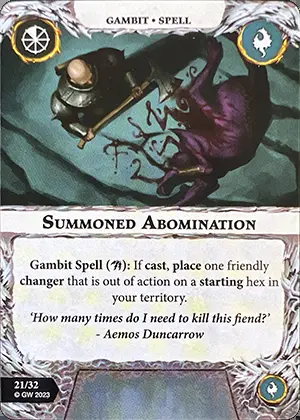 GAMBIT • SPELL
SUMMONED ABOMINATION
Gambit Spell (): If cast, place one friendly
changer that is out of action on a starting hex in
your territory.
'How many times do I need to kill this fiend?'
- Aemos Duncarrow
21/32
© GW 2023